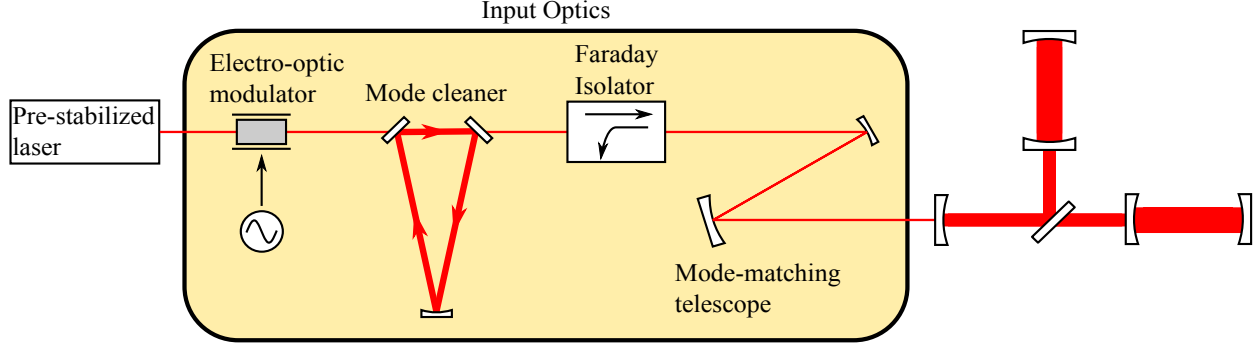 Input Optics
Electro-optic
modulator
Mode cleaner
Faraday
Isolator
Pre-stabilized
laser
Mode-matching
telescope